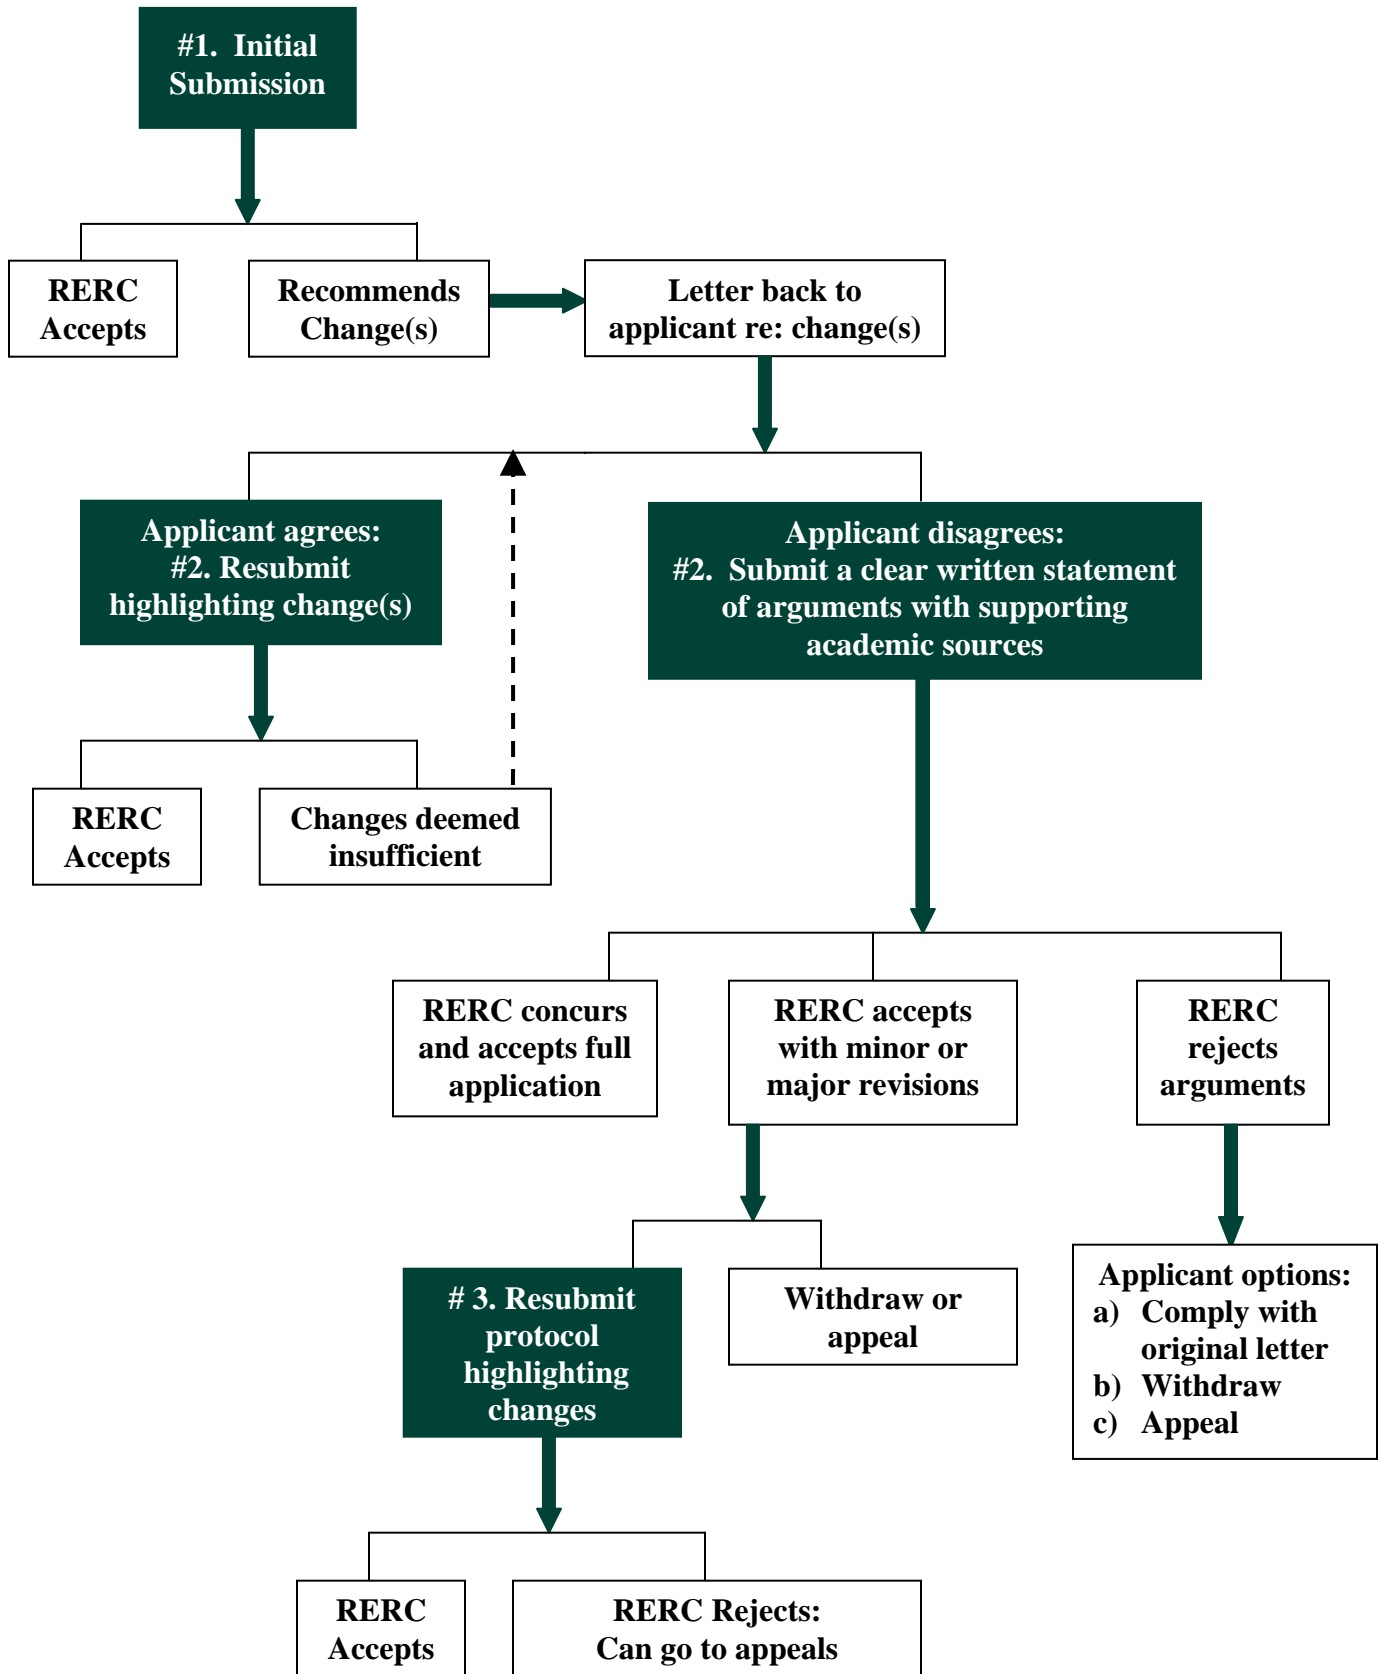 #1. Initial
Submission
RERC
Accepts
Recommends
Change(s)
Letter back to
applicant re: change(s)
Applicant agrees:
#2. Resubmit
highlighting change(s)
Applicant disagrees:
#2. Submit a clear written statement
of arguments with supporting
academic sources
RERC
Accepts
Changes deemed
insufficient
RERC concurs
and accepts full
application
RERC accepts
with minor or
major revisions
RERC
rejects
arguments
# 3. Resubmit
protocol
highlighting
changes
Withdraw or
appeal
Applicant options:
a) Comply with
original letter
b) Withdraw
c) Appeal
RERC
Accepts
RERC Rejects:
Can go to appeals